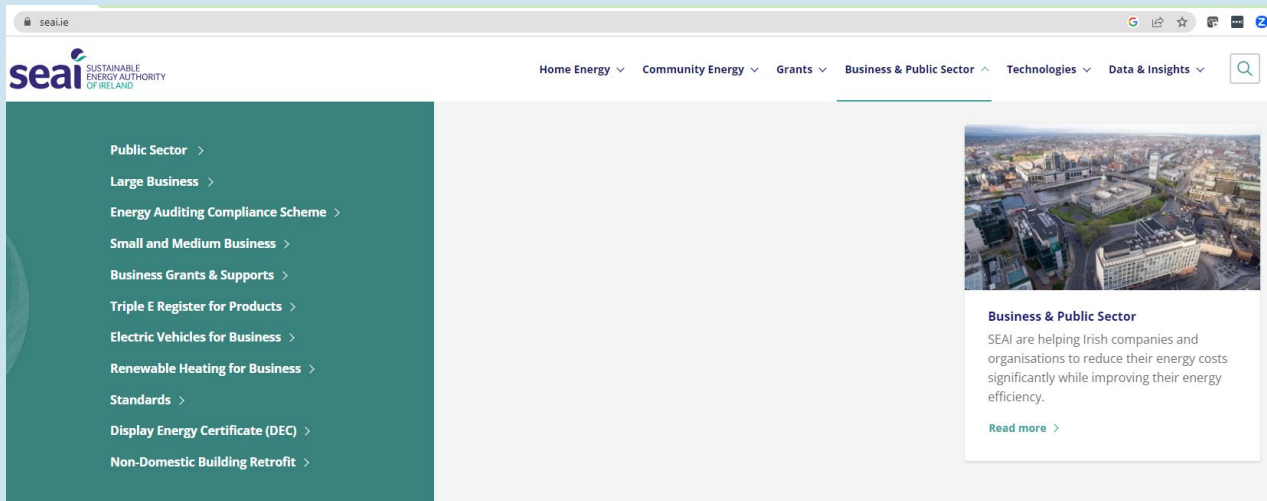 seai.ie
seai SUSTAINABLE
ENERGY AUTHORITY
OF IRELAND
Home Energy Community Energy Grants Business & Public Sector Technologies Data & Insights
Public Sector
Large Business
Energy Auditing Compliance Scheme
Small and Medium Business
Business Grants & Supports
Triple E Register for Products
Electric Vehicles for Business
Renewable Heating for Business
Standards
Display Energy Certificate (DEC)
Non-Domestic Building Retrofit
Business & Public Sector
SEAI are helping Irish companies and
organisations to reduce their energy costs
significantly while improving their energy
efficiency.
Read more